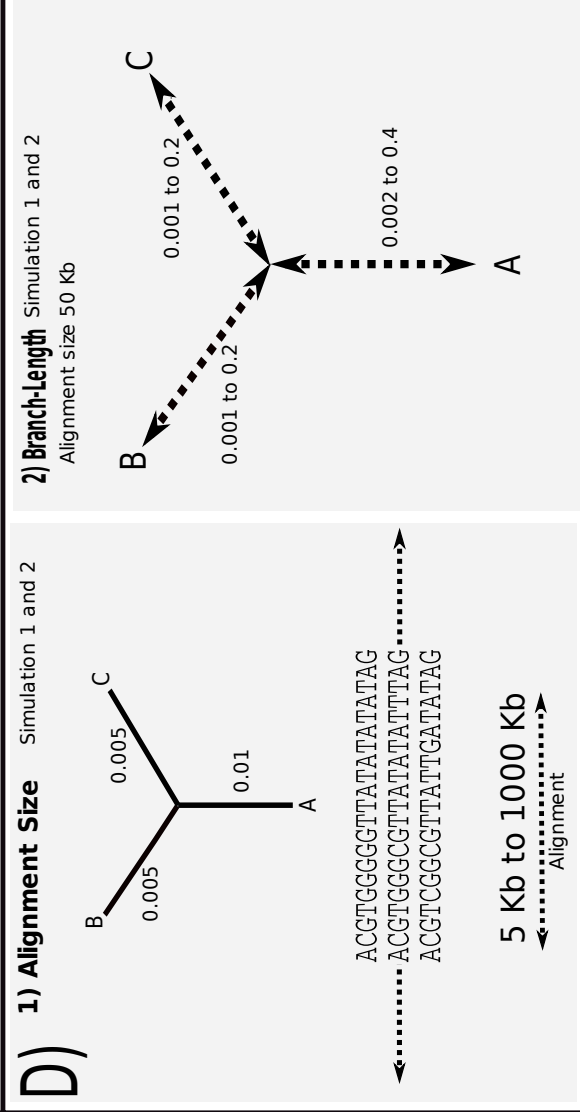 D)
1) Alignment Size Simulation 1 and 2
B
C
0.005
0.005
0.01
A
ACGTGGGGGTTATATATATATAG
ACGTGGGCGTTATATATATTTAG
ACGTCGGCGTTATTGATATAG
5 Kb to 1000 Kb
Alignment
2) Branch-Length Simulation 1 and 2
Alignment size 50 Kb
B
C
0.001 to 0.2
0.001 to 0.2
0.002 to 0.4
A